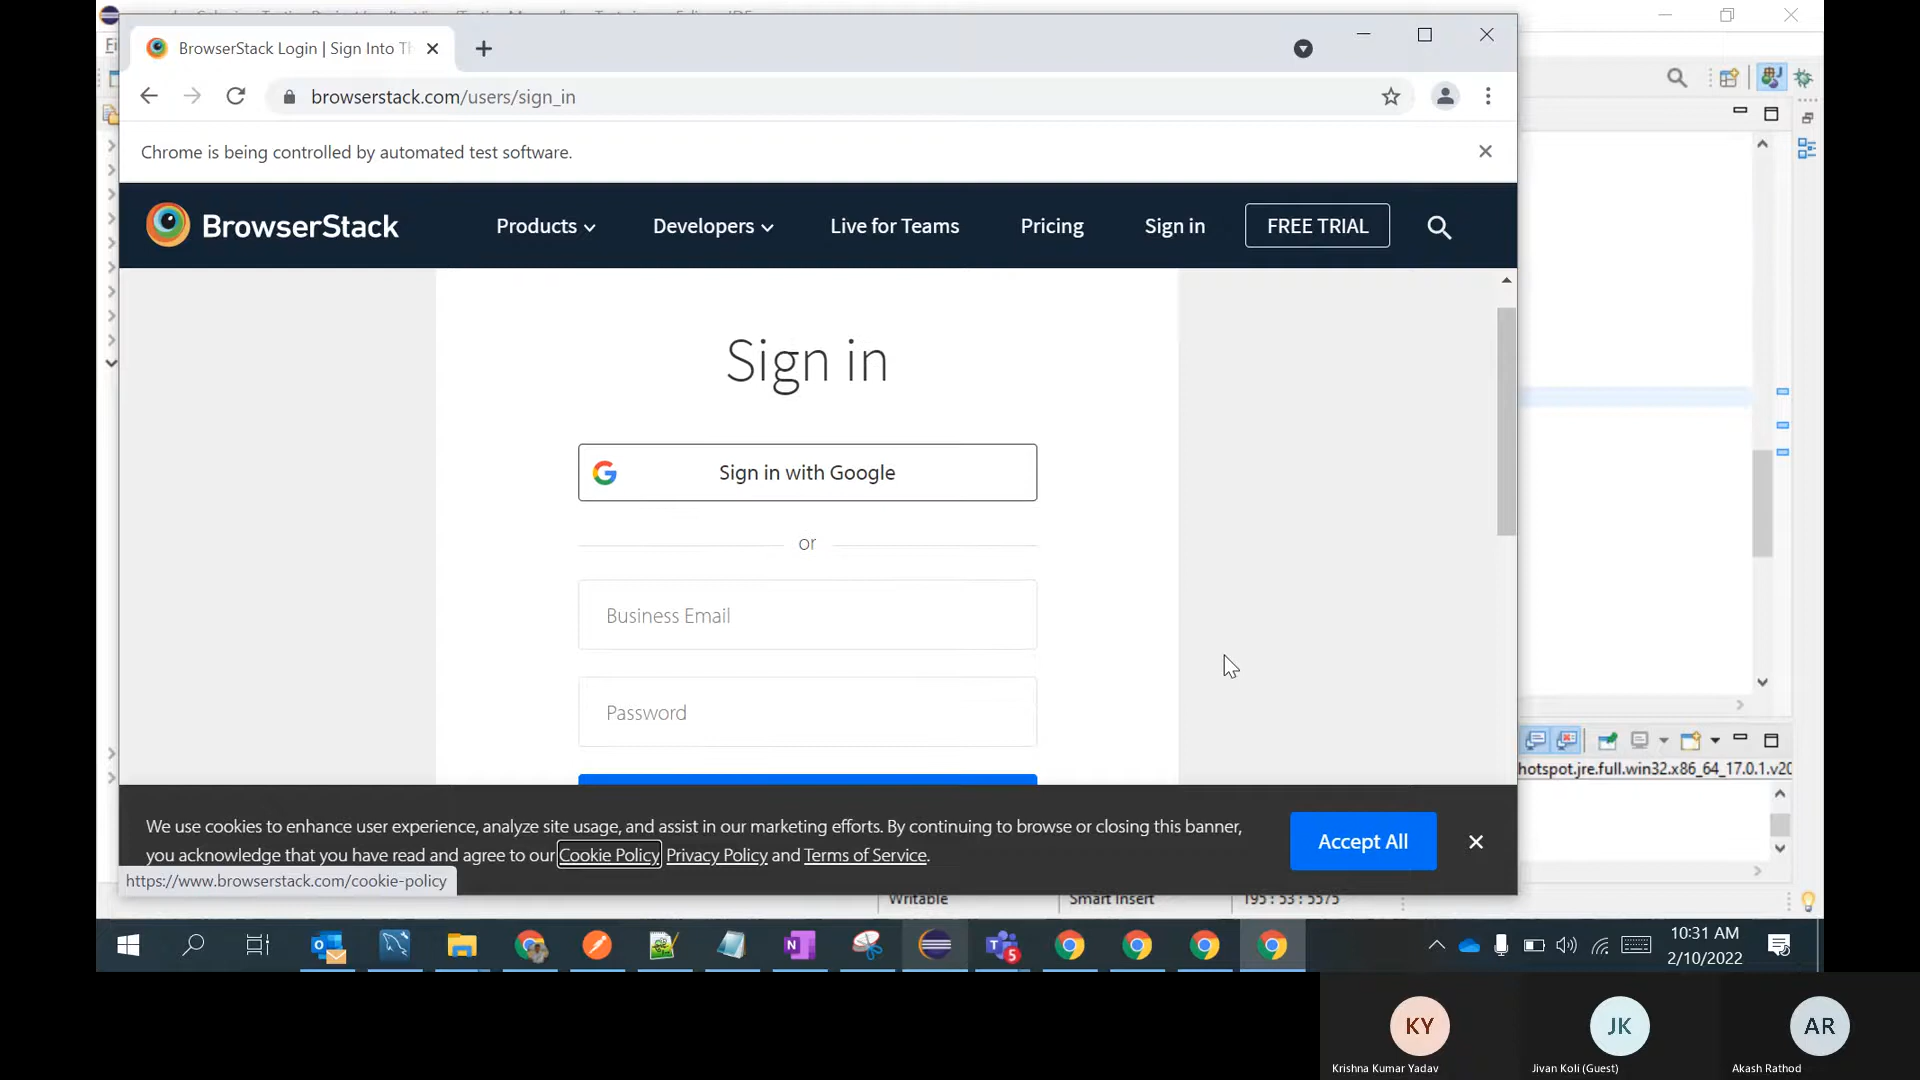 BrowserStack Login | Sign Into Th
browserstack.com/users/sign_in
Chrome is being controlled by automated test software.
BrowserStack
Products
Developers
Live for Teams
Pricing
Sign in
FREE TRIAL
Sign in
Sign in with Google
or
Business Email
Password
hotspot.jre.full.win32.x86_64_17.0.1.v20
We use cookies to enhance user experience, analyze site usage, and assist in our marketing efforts. By continuing to browse or closing this banner,
you acknowledge that you have read and agree to our Cookie Policy Privacy Policy and Terms of Service.
Accept All
https://www.browserstack.com/cookie-policy
Writable
Smart Insert
195 : 53 : 5575
5
10:31 AM
2/10/2022
KY
JK
AR
Krishna Kumar Yadav
Jivan Koli (Guest)
Akash Rathod